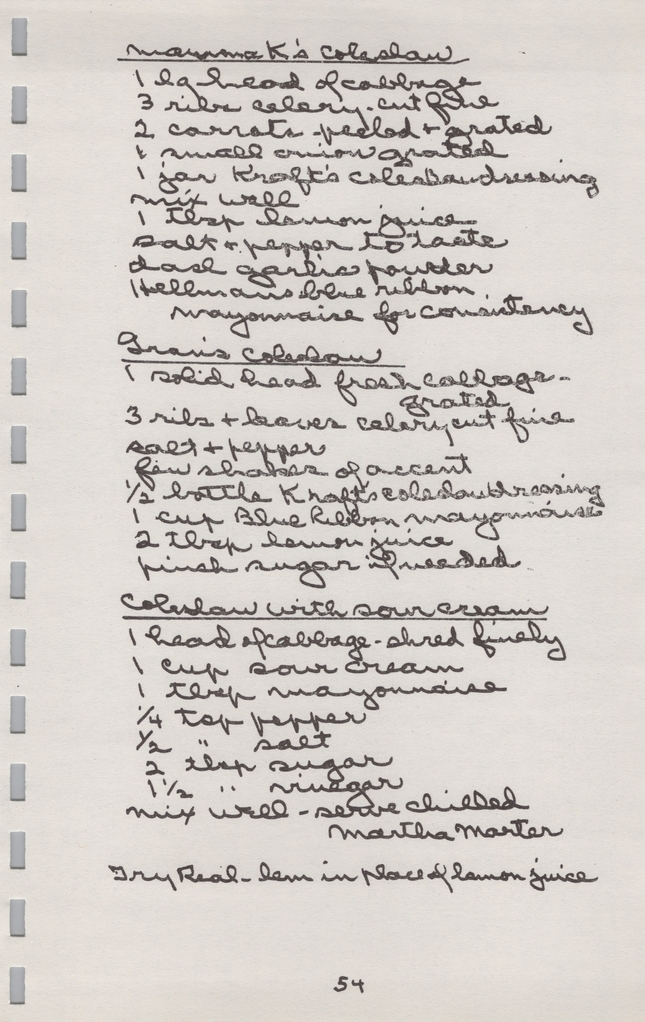 Mamma K's Coleslaw
1 lg head of cabbage
3 ribs celery - cut fine
2 carrots - peeled + grated
1 small onion grated
1 jar Kraft's coleslaw dressing
mix well
1 tbsp lemon juice
salt + pepper to taste
dash garlic powder
Hellmans blue ribbon
mayonnaise for consistency
Gran's Coleslaw
1 solid head fresh cabbage -
grated
3 ribs + leaves celery cut fine
salt + pepper
few shakes of accent
1/2 bottle Kraft's coleslaw dressing
1 cup Blue Ribbon mayonnaise
2 tbsp lemon juice
pinch sugar if needed
Coleslaw with sour cream
1 head of cabbage - shred finely
1 cup sour cream
1 tbsp mayonnaise
1/4 tsp pepper
1/2 " salt
2 tbsp sugar
1 1/2 " vinegar
mix well - serve chilled
Martha Marter
Try Real-lem in place of lemon juice
54